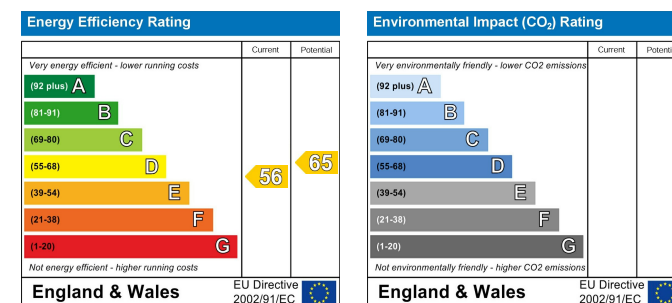 Energy Efficiency Rating
Current Potential
Very energy efficient - lower running costs
(92 plus) A
(81-91) B
(69-80) C
(55-68) D
(39-54) E
(21-38) F
(1-20) G
56
65
Not energy efficient - higher running costs
England & Wales
EU Directive
2002/91/EC
Environmental Impact (CO₂) Rating
Current Potenti
Very environmentally friendly - lower CO2 emissions
(92 plus) A
(81-91) B
(69-80) C
(55-68) D
(39-54) E
(21-38) F
(1-20) G
Not environmentally friendly - higher CO2 emissions
England & Wales
EU Directive
2002/91/EC